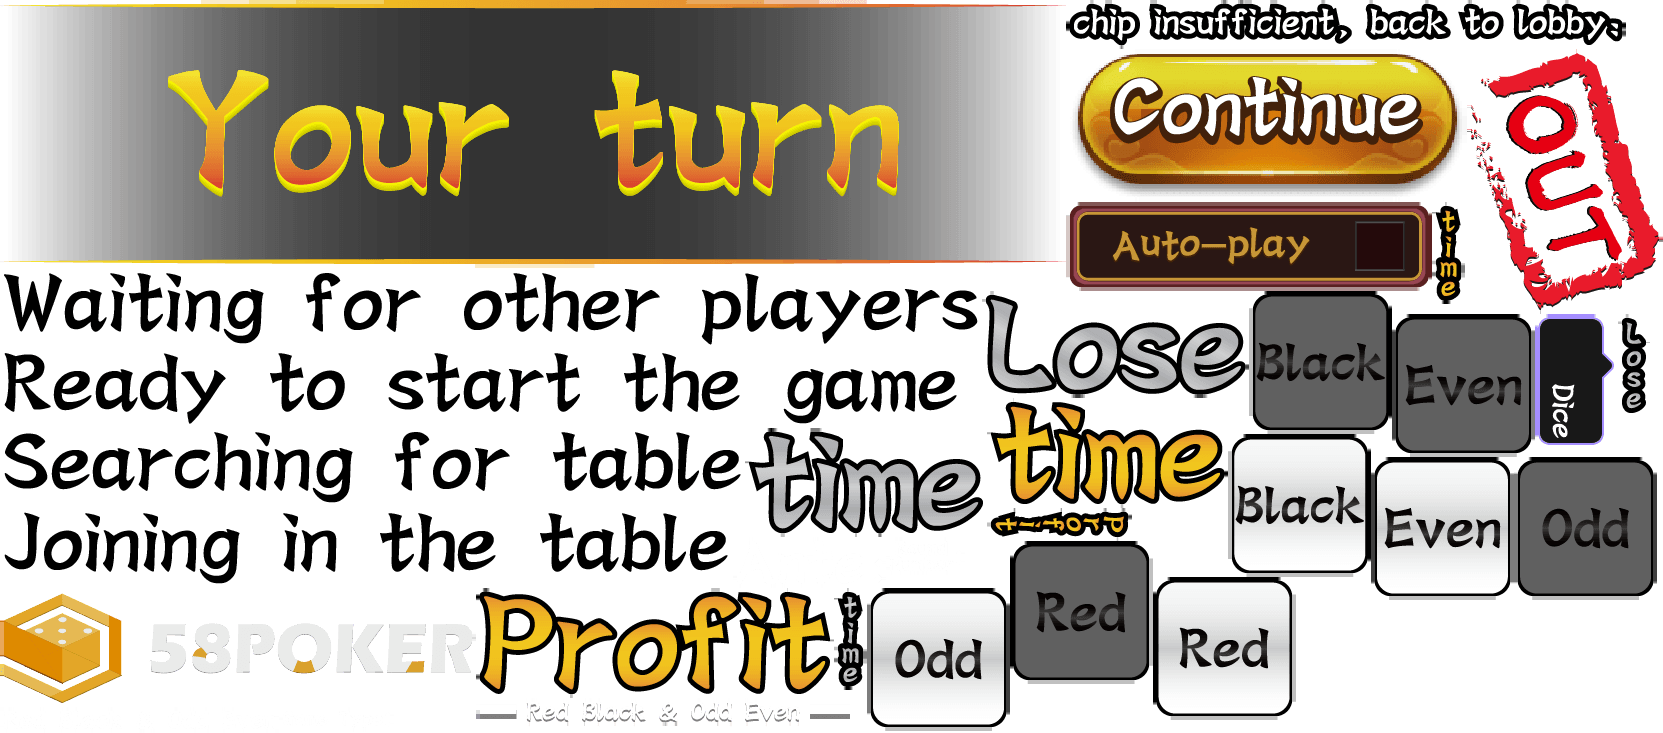 Your turn
chip insufficient, back to lobby:
Continue
OUT
Auto-play
time
Waiting for other players
Ready to start the game
Searching for table
Joining in the table
Lose
Black
Even
Dice
Lose
time
time
profit
Black
Even
Odd
58POKER
Profit
time
Red Black & Odd Even
Odd
Red
Red